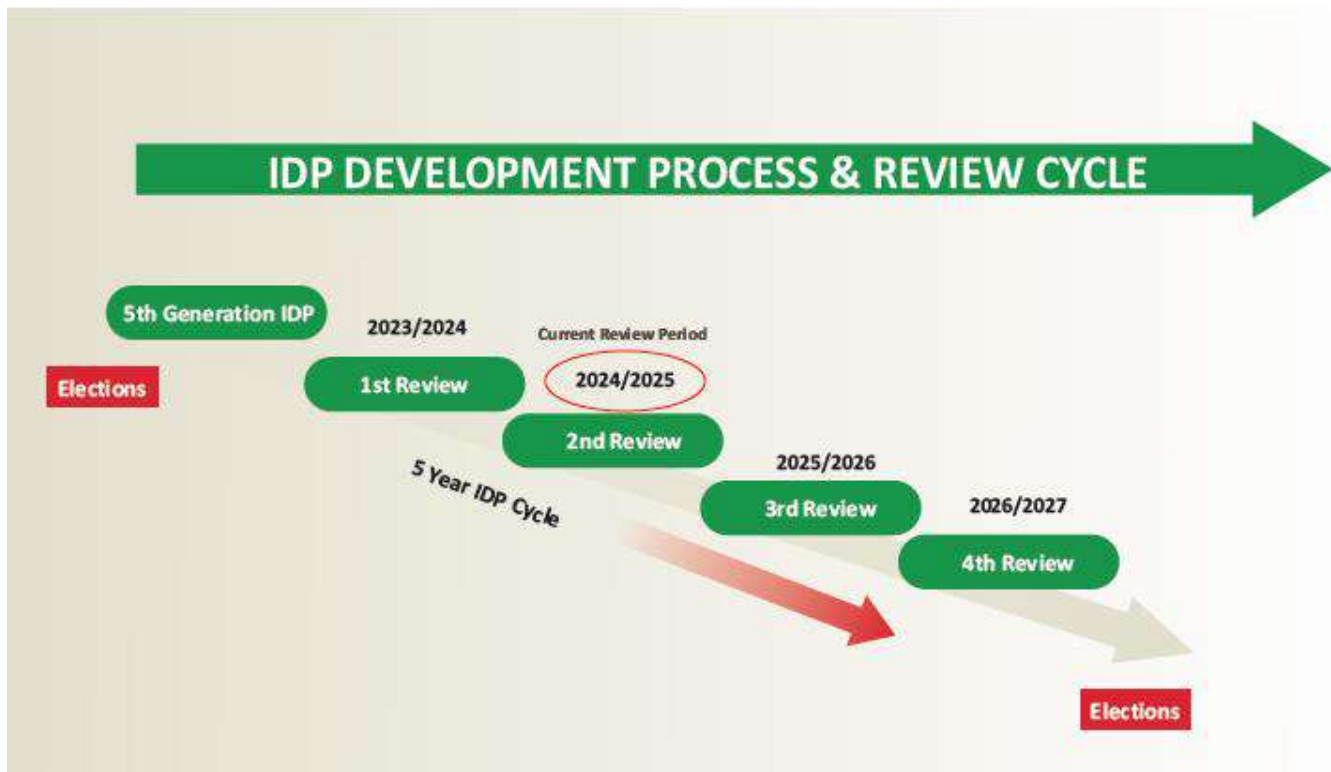 IDP DEVELOPMENT PROCESS & REVIEW CYCLE
5th Generation IDP
2023/2024
Current Review Period
Elections
1st Review
2024/2025
2nd Review
5 Year IDP Cycle
2025/2026
3rd Review
2026/2027
4th Review
Elections